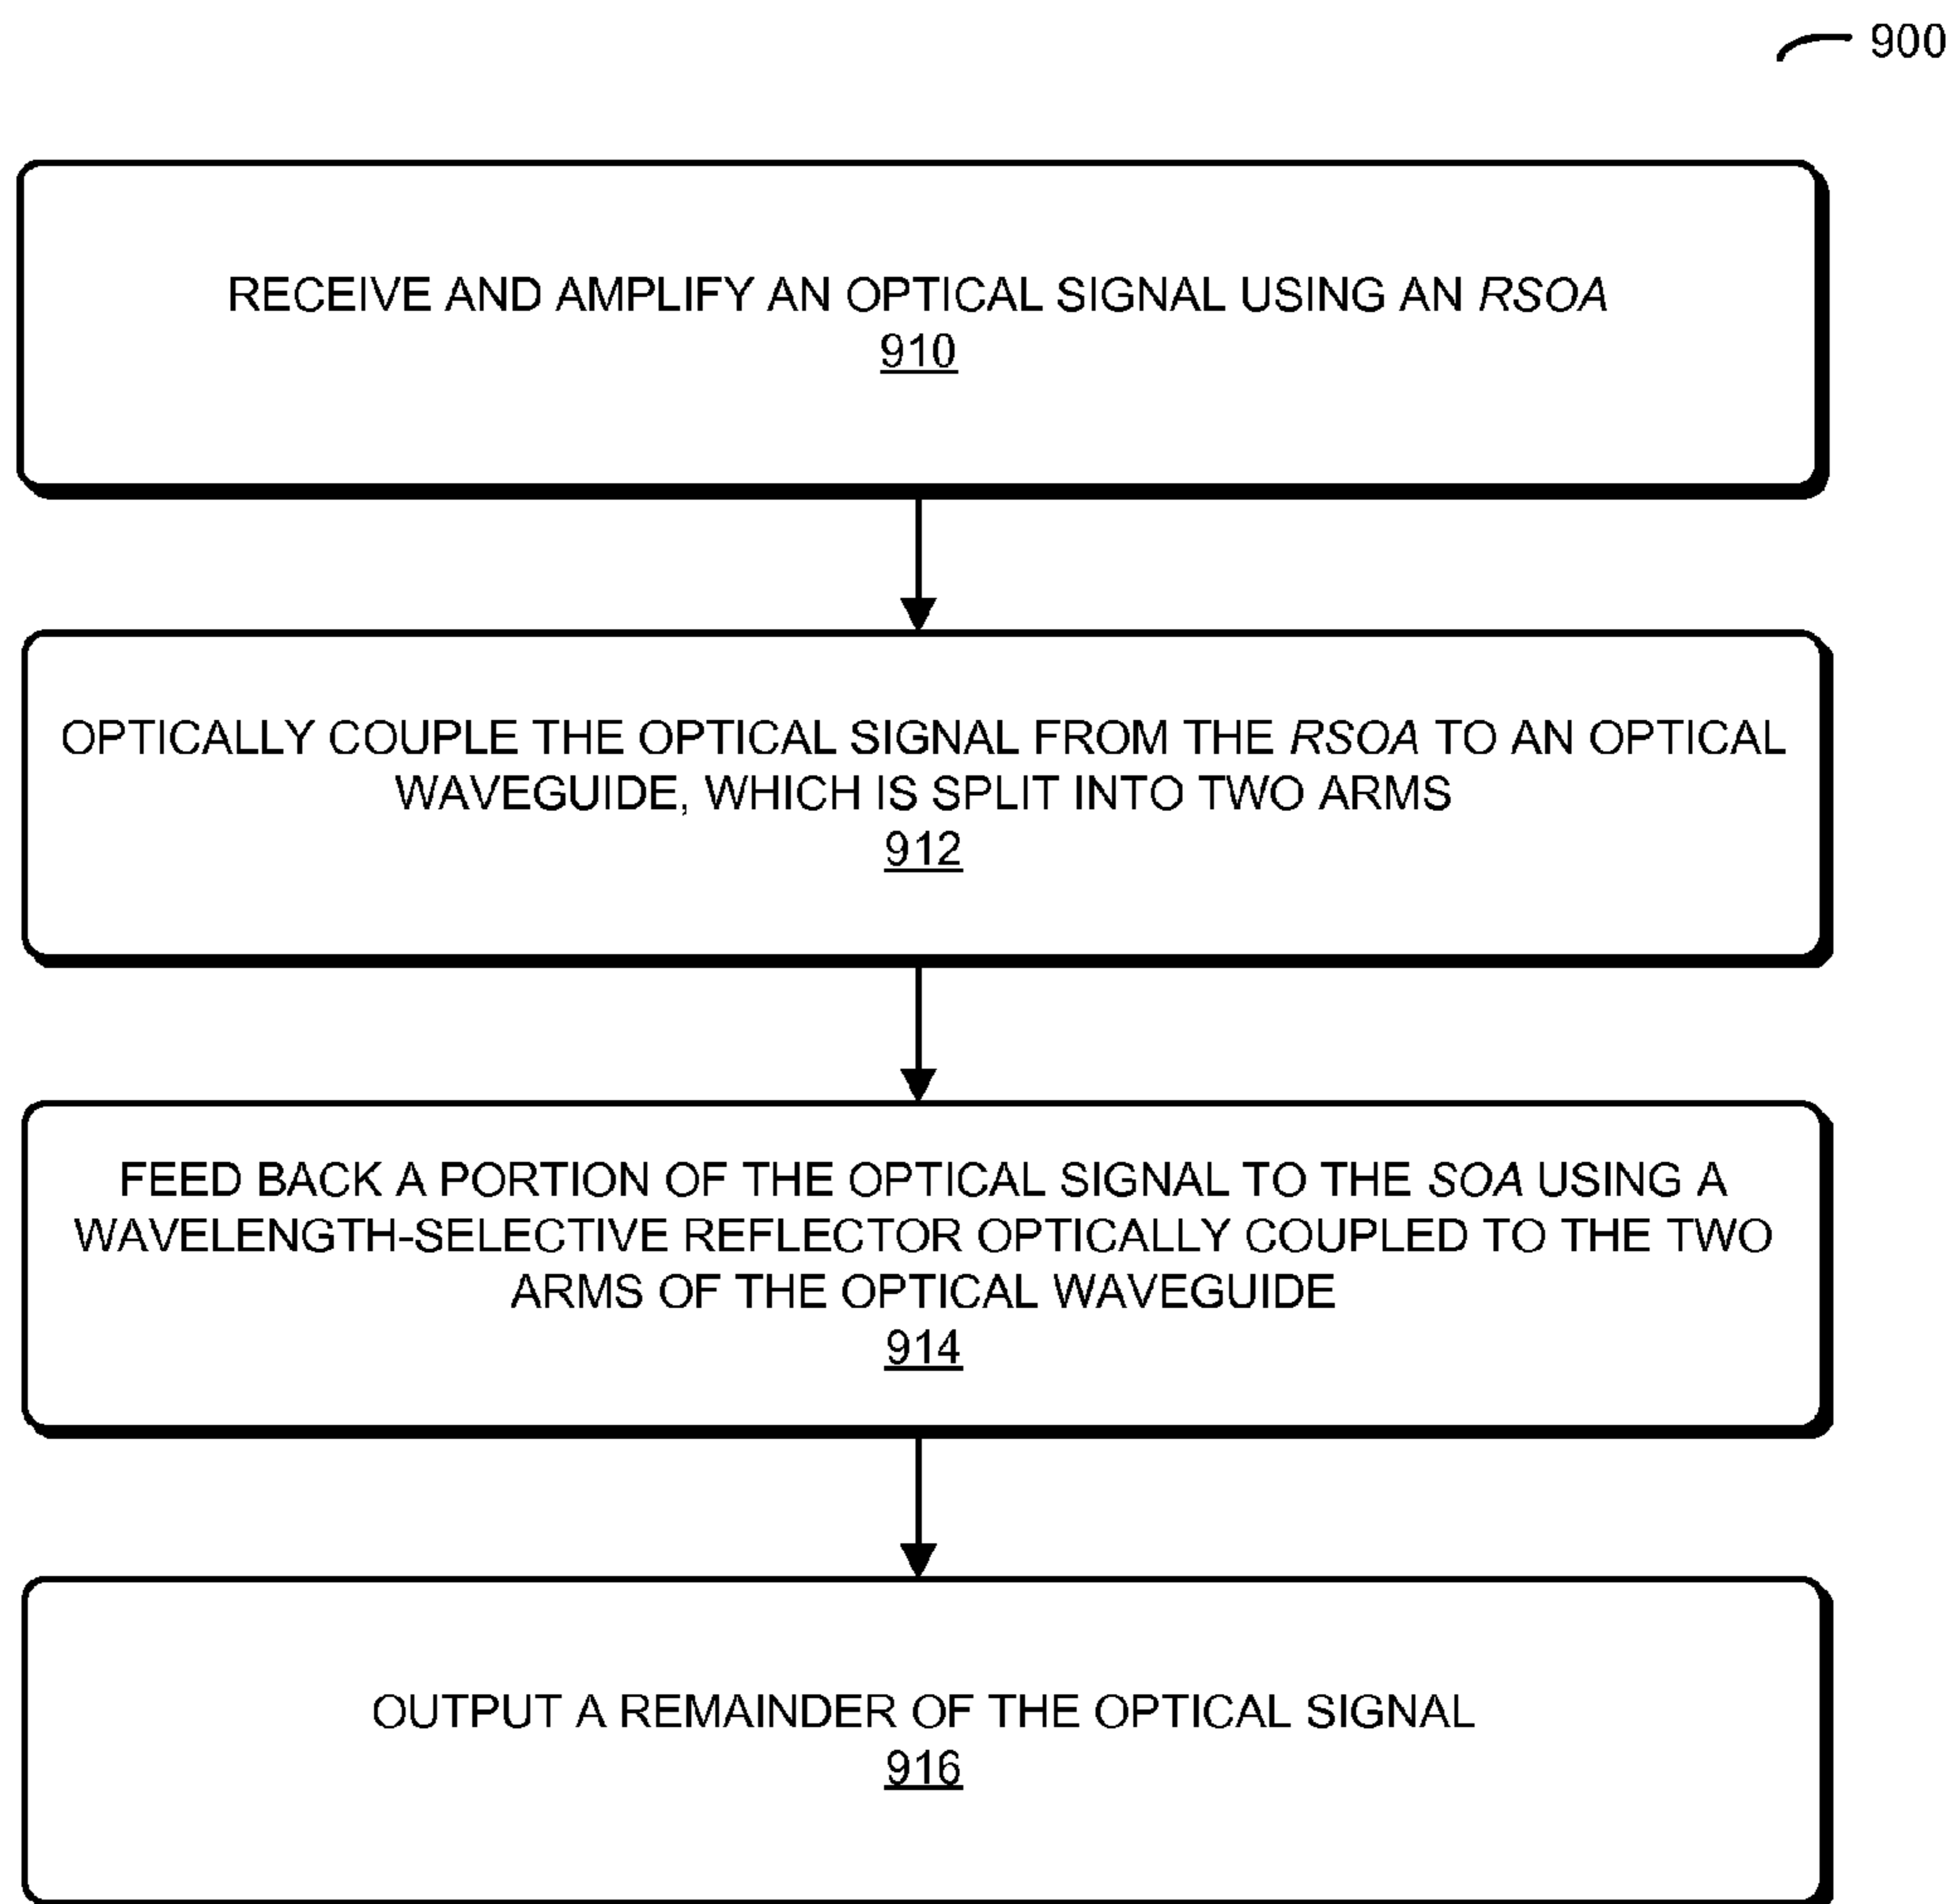 900
RECEIVE AND AMPLIFY AN OPTICAL SIGNAL USING AN RSOA
910
OPTICALLY COUPLE THE OPTICAL SIGNAL FROM THE RSOA TO AN OPTICAL
WAVEGUIDE, WHICH IS SPLIT INTO TWO ARMS
912
FEED BACK A PORTION OF THE OPTICAL SIGNAL TO THE SOA USING A
WAVELENGTH-SELECTIVE REFLECTOR OPTICALLY COUPLED TO THE TWO
ARMS OF THE OPTICAL WAVEGUIDE
914
OUTPUT A REMAINDER OF THE OPTICAL SIGNAL
916